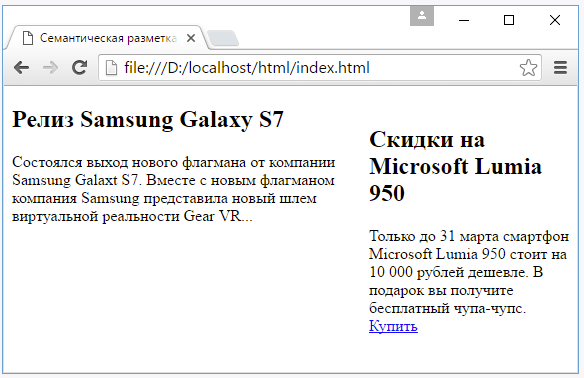 Семантическая разметка
file:///D:/localhost/html/index.html
Релиз Samsung Galaxy S7
Состоялся выход нового флагмана от компании
Samsung Galaxt S7. Вместе с новым флагманом
компания Samsung представила новый шлем
виртуальной реальности Gear VR...
Скидки на
Microsoft Lumia
950
Только до 31 марта смартфон
Microsoft Lumia 950 стоит на
10 000 рублей дешевле. В
подарок вы получите
бесплатный чупа-чупс.
Купить